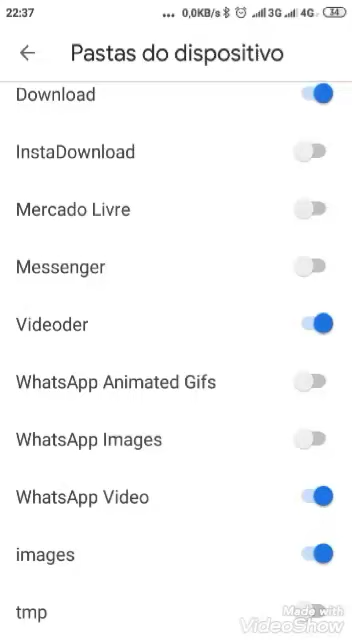 22:37 ... 0,0KB/s 3G 4G 34
Pastas do dispositivo
Download
InstaDownload
Mercado Livre
Messenger
Videoder
WhatsApp Animated Gifs
WhatsApp Images
WhatsApp Video
images
tmp
Made with
VideoShow